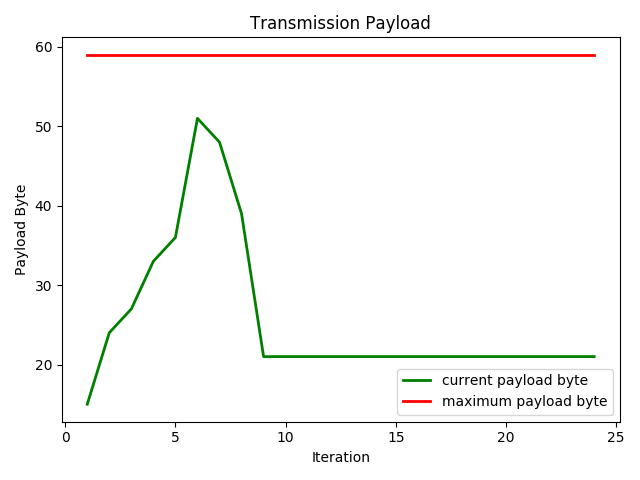 Transmission Payload
60
50
40
30
20
Payload Byte
0
5
10
15
20
25
Iteration
current payload byte
maximum payload byte